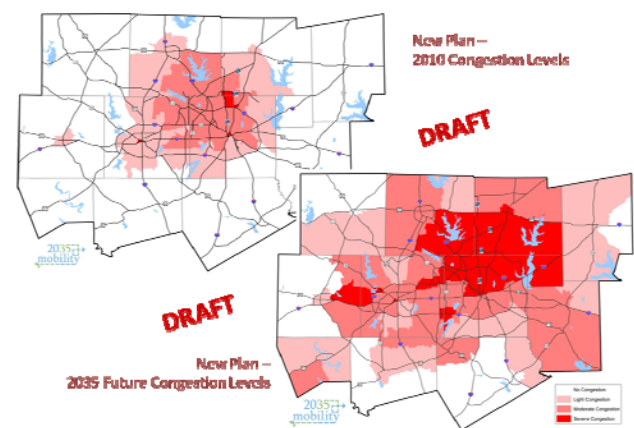 New Plan –
2010 Congestion Levels
DRAFT
2035
mobility
DRAFT
New Plan –
2035 Future Congestion Levels
2035
mobility
No Congestion
Light Congestion
Moderate Congestion
Severe Congestion